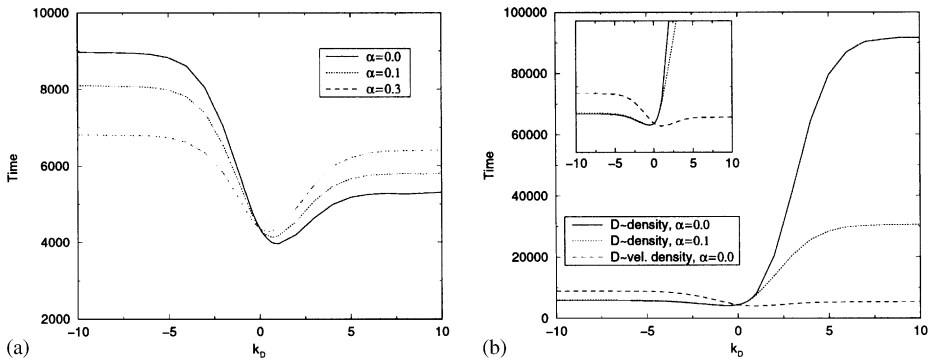 10000
8000
6000
4000
2000
Time
α=0.0
α=0.1
α=0.3
−10 −5 0 5 10
k_D
(a)
100000
80000
60000
40000
20000
0
Time
−10 −5 0 5 10
D~density, α=0.0
D~density, α=0.1
D~vel. density, α=0.0
−10 −5 0 5 10
k_D
(b)